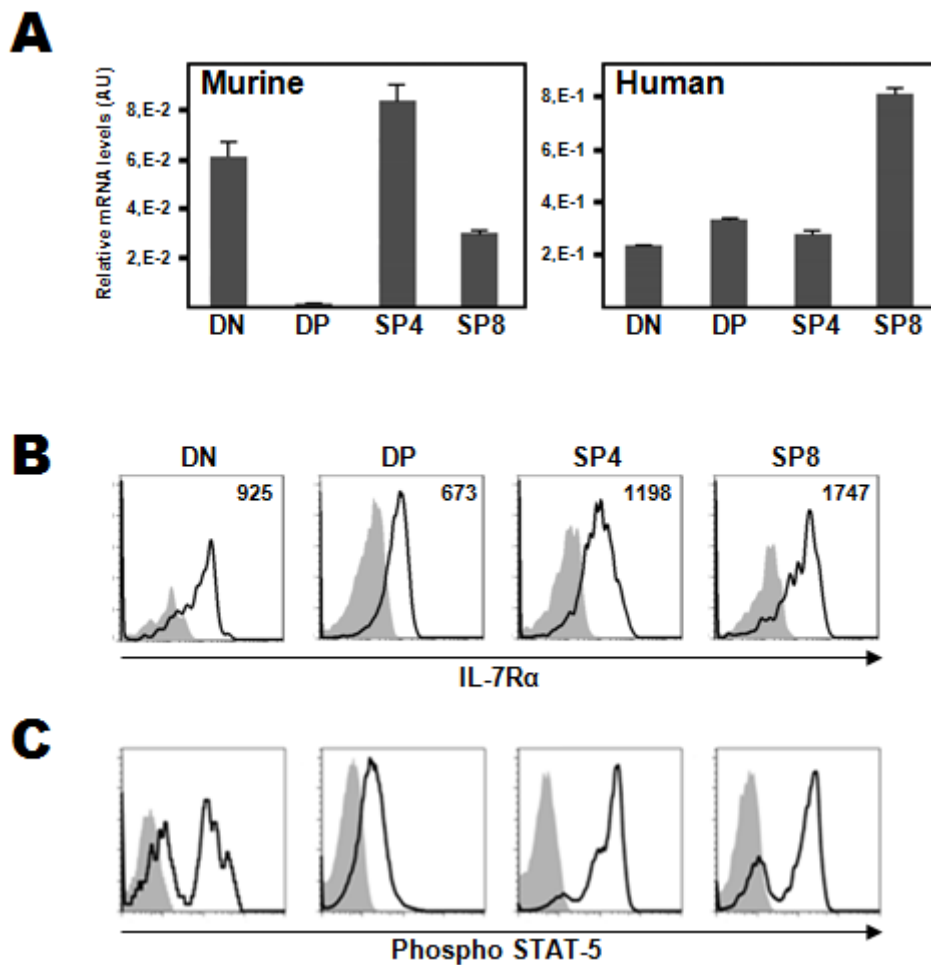 A
Murine
Human
Relative mRNA levels (AU)
8,E-2
6,E-2
4,E-2
2,E-2
DN DP SP4 SP8
8,E-1
6,E-1
4,E-1
2,E-1
DN DP SP4 SP8
B
DN DP SP4 SP8
925 673 1198 1747
IL-7Rα
C
Phospho STAT-5